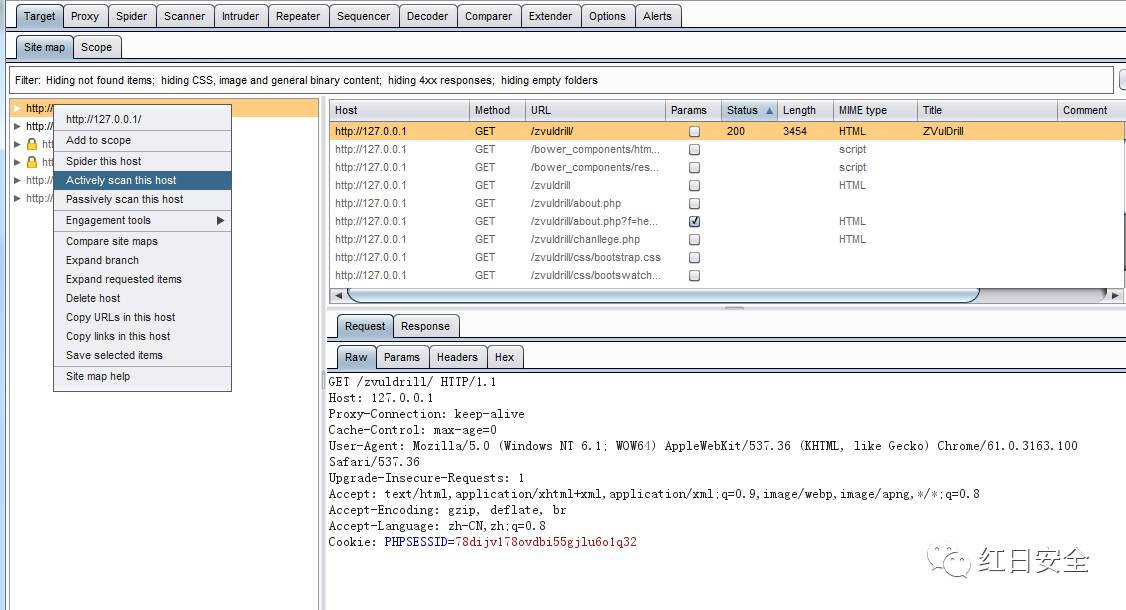 Target Proxy Spider Scanner Intruder Repeater Sequencer Decoder Comparer Extender Options Alerts
Site map Scope
Filter: Hiding not found items; hiding CSS, image and general binary content; hiding 4xx responses; hiding empty folders
http://
http://
htt
htt
http://
http://
http://127.0.0.1/
Add to scope
Spider this host
Actively scan this host
Passively scan this host
Engagement tools
Compare site maps
Expand branch
Expand requested items
Delete host
Copy URLs in this host
Copy links in this host
Save selected items
Site map help
Host Method URL Params Status Length MIME type Title Comment
http://127.0.0.1 GET /zvuldrill/ 200 3454 HTML ZVulDrill
http://127.0.0.1 GET /bower_components/htm... script
http://127.0.0.1 GET /bower_components/res... script
http://127.0.0.1 GET /zvuldrill HTML
http://127.0.0.1 GET /zvuldrill/about.php
http://127.0.0.1 GET /zvuldrill/about.php?f=he... HTML
http://127.0.0.1 GET /zvuldrill/chanllege.php HTML
http://127.0.0.1 GET /zvuldrill/css/bootstrap.css
http://127.0.0.1 GET /zvuldrill/css/bootswatch...
Request Response
Raw Params Headers Hex
GET /zvuldrill/ HTTP/1.1
Host: 127.0.0.1
Proxy-Connection: keep-alive
Cache-Control: max-age=0
User-Agent: Mozilla/5.0 (Windows NT 6.1; WOW64) AppleWebKit/537.36 (KHTML, like Gecko) Chrome/61.0.3163.100
Safari/537.36
Upgrade-Insecure-Requests: 1
Accept: text/html,application/xhtml+xml,application/xml;q=0.9,image/webp,image/apng,*/*;q=0.8
Accept-Encoding: gzip, deflate, br
Accept-Language: zh-CN,zh;q=0.8
Cookie: PHPSESSID=78dijv178ovdbi55gjlu6o1q32
红日安全